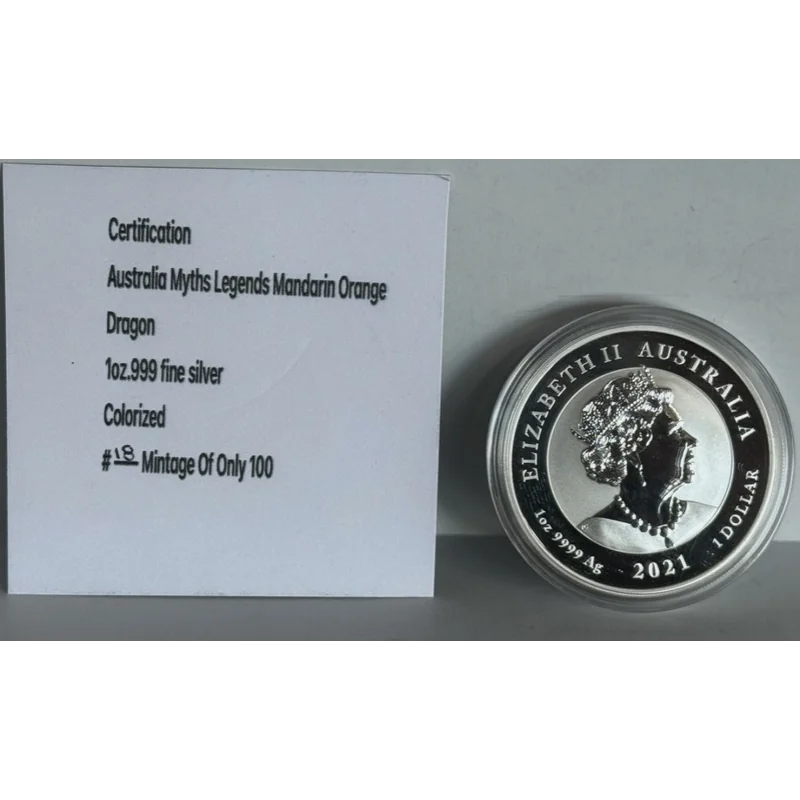 Certification
Australia Myths Legends Mandarin Orange
Dragon
1oz.999 fine silver
Colorized
#18 Mintage Of Only 100
ELIZABETH II AUSTRALIA
1oz 9999 Ag 2021 1 DOLLAR